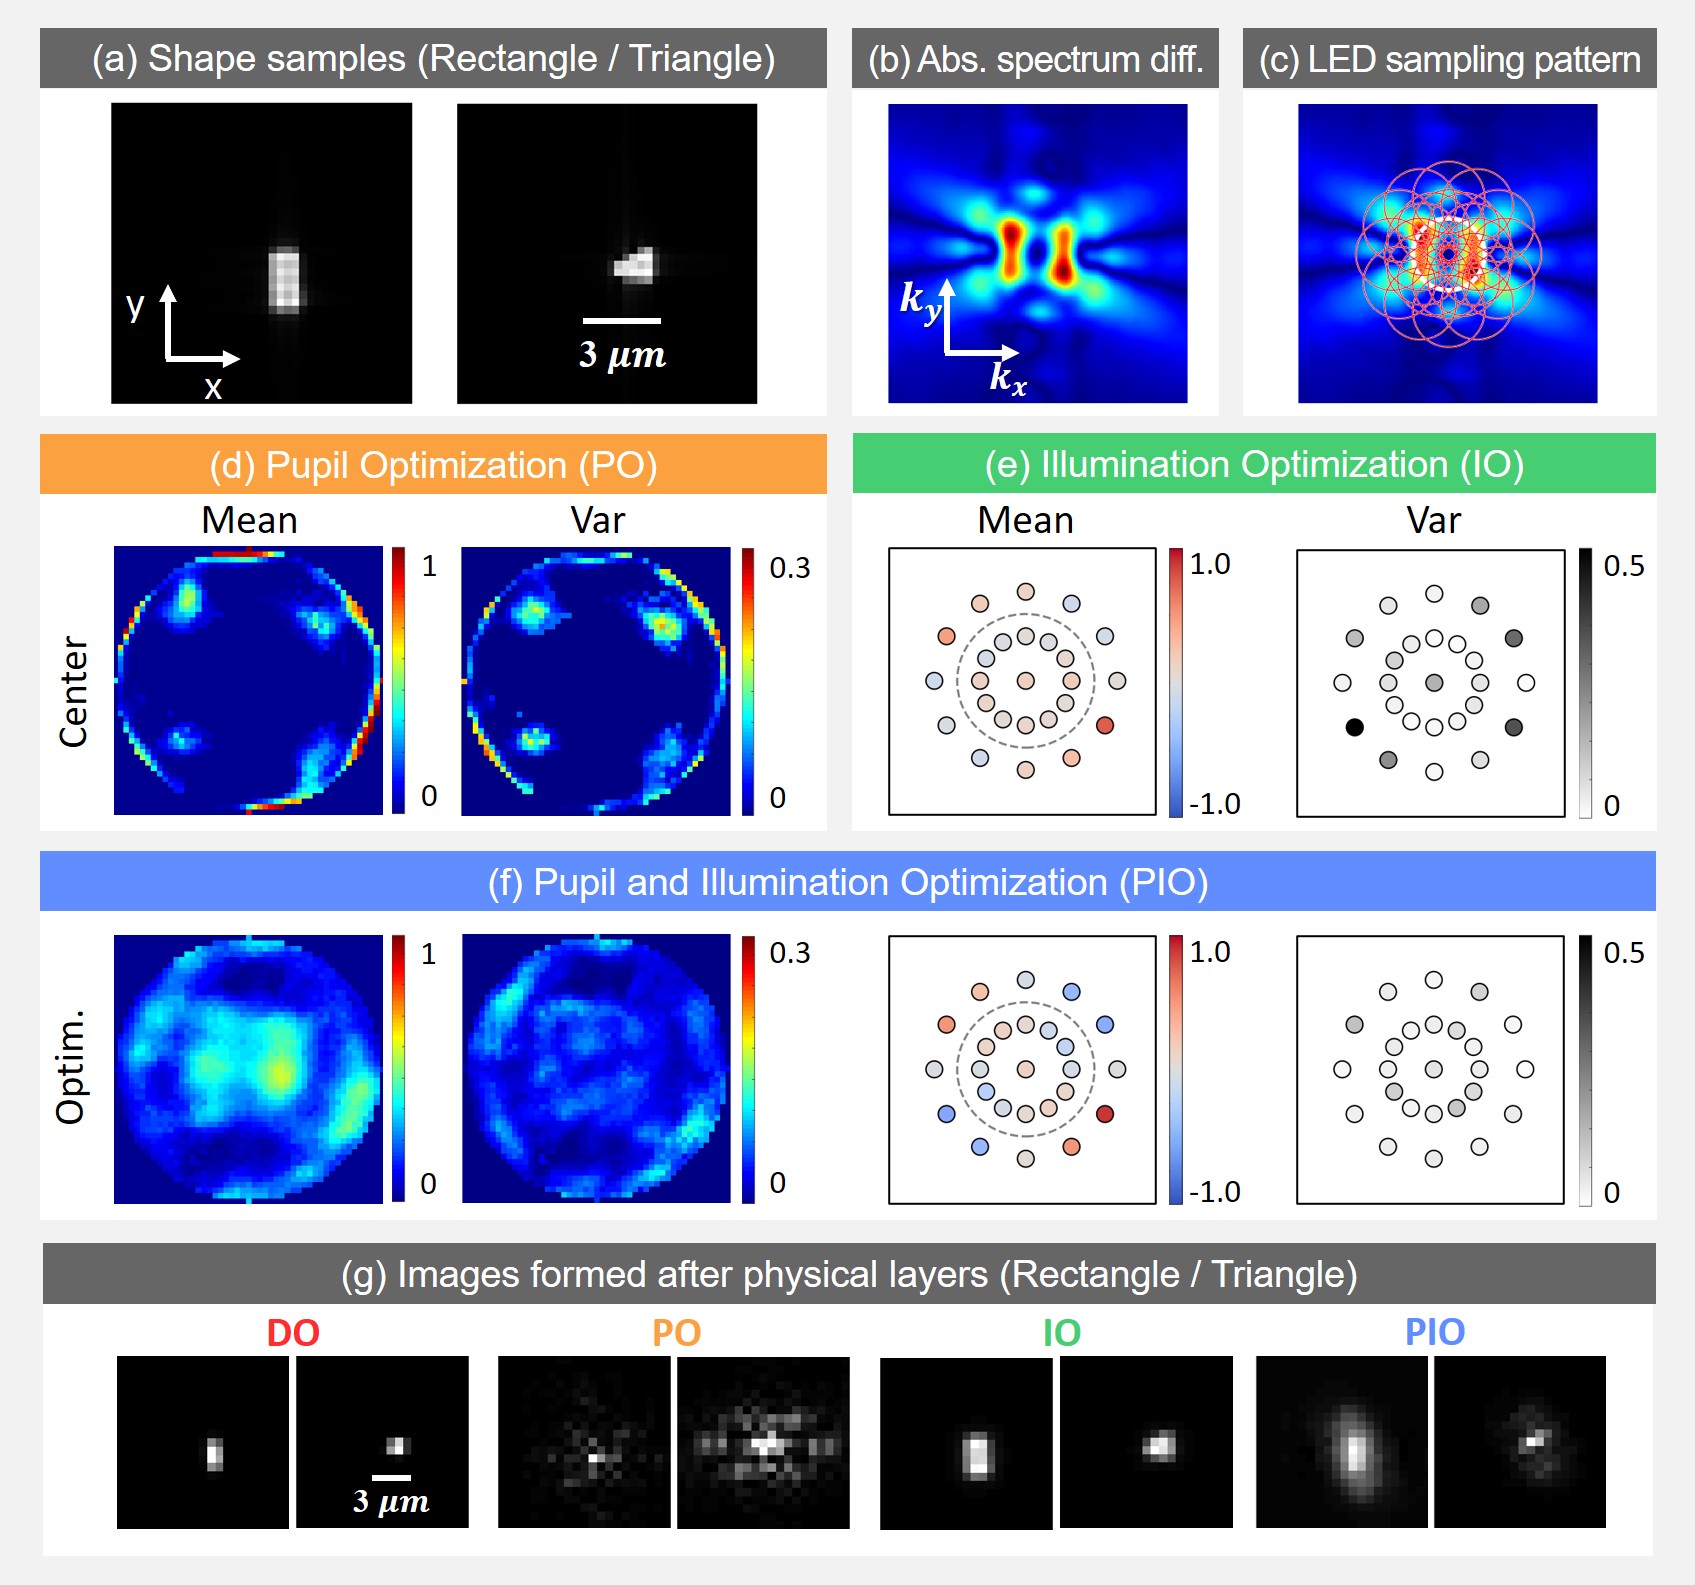 (a) Shape samples (Rectangle / Triangle)
(b) Abs. spectrum diff.
(c) LED sampling pattern
y
x
3 μm
k_y
k_x
(d) Pupil Optimization (PO)
(e) Illumination Optimization (IO)
Mean
Var
Mean
Var
Center
1
0
0.3
0
1.0
-1.0
0.5
0
(f) Pupil and Illumination Optimization (PIO)
Optim.
1
0
0.3
0
1.0
-1.0
0.5
0
(g) Images formed after physical layers (Rectangle / Triangle)
DO
PO
IO
PIO
3 μm